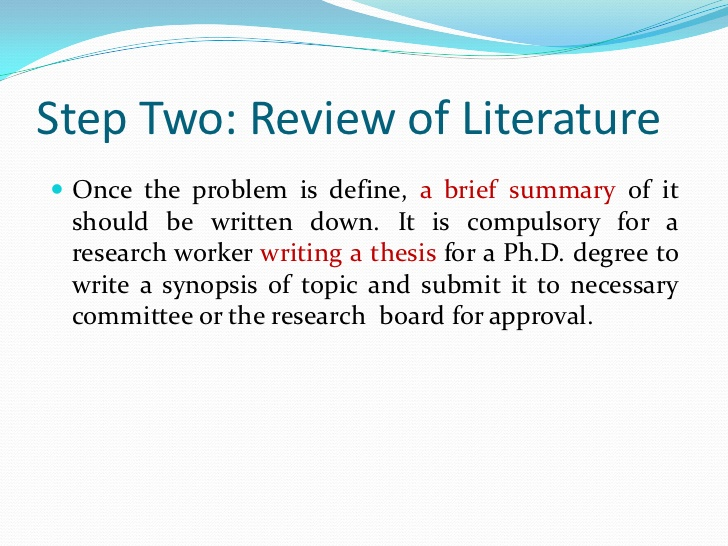 Step Two: Review of Literature
• Once the problem is define, a brief summary of it
should be written down. It is compulsory for a
research worker writing a thesis for a Ph.D. degree to
write a synopsis of topic and submit it to necessary
committee or the research  board for approval.